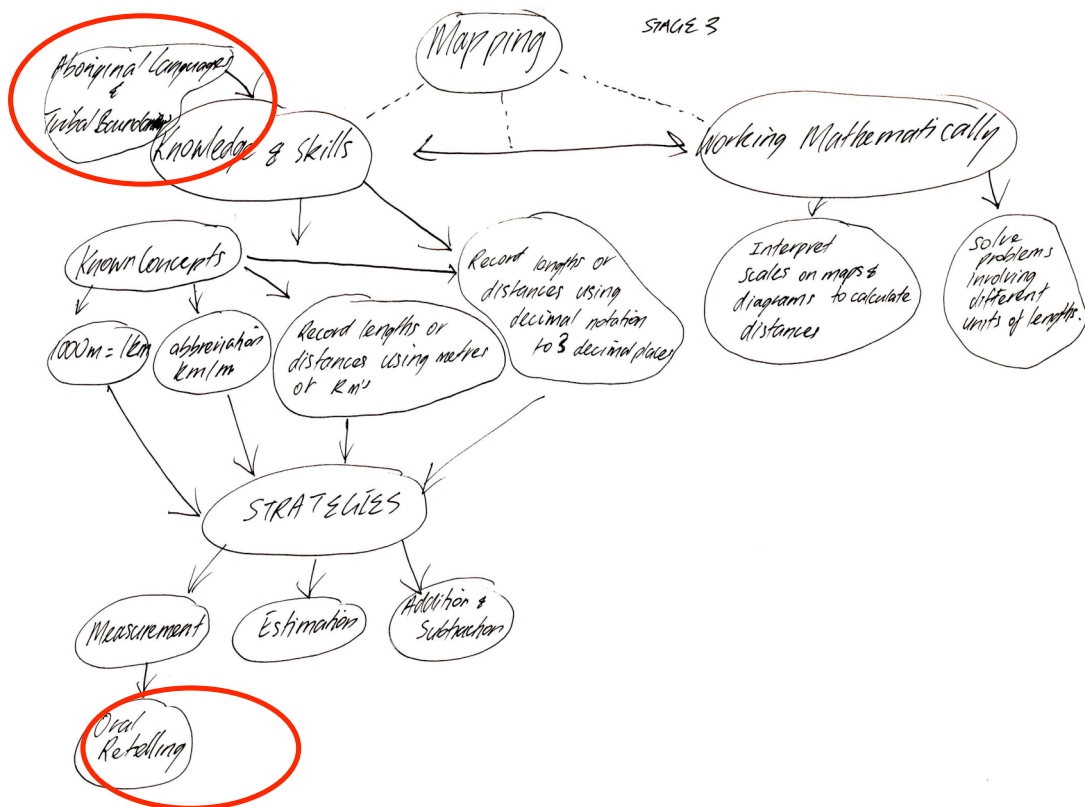 STAGE 3
Mapping
Aboriginal Languages
&
Tribal Boundaries
Knowledge & Skills
Working Mathematically
Known Concepts
Record lengths or
distances using
decimal notation
to 3 decimal places
Interpret
scales on maps &
diagrams to calculate
distances
Solve
problems
involving
different
units of lengths.
1000m = 1km
abbreviation
km/m
Record lengths or
distances using metres
or Km's
STRATEGIES
Measurement
Estimation
Addition &
Subtraction
Oral
Retelling